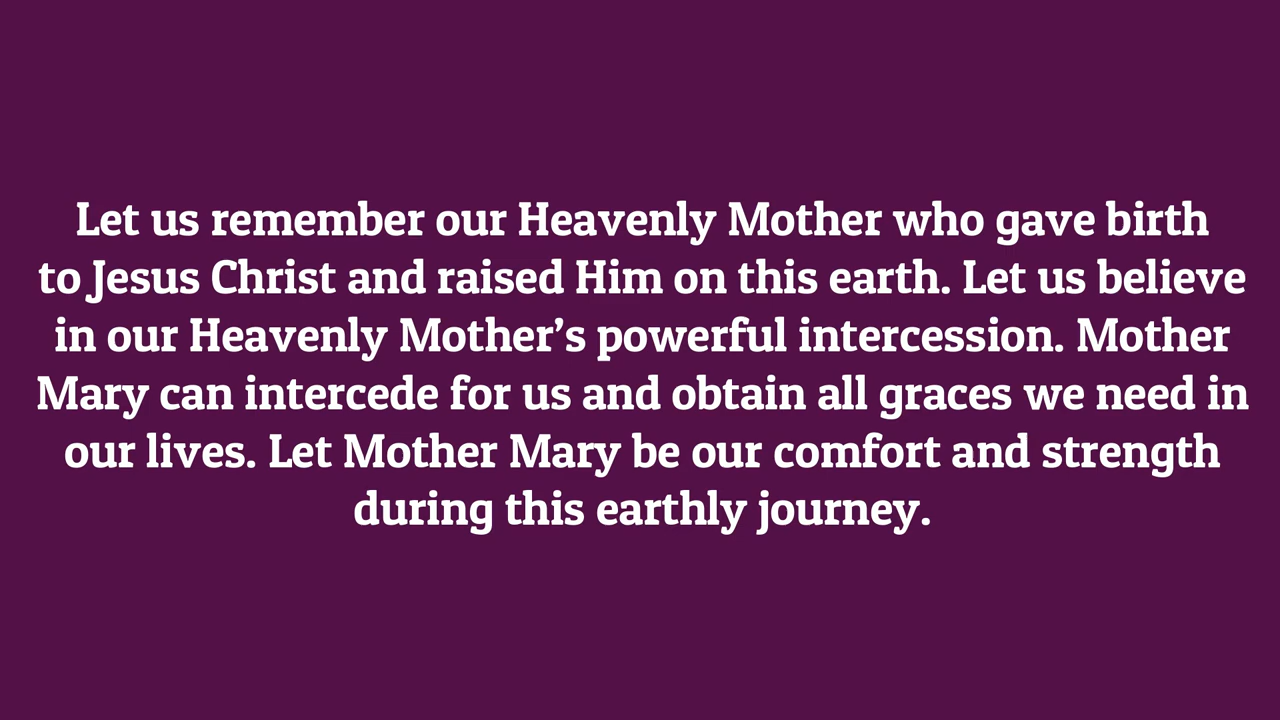 Let us remember our Heavenly Mother who gave birth
to Jesus Christ and raised Him on this earth. Let us believe
in our Heavenly Mother’s powerful intercession. Mother
Mary can intercede for us and obtain all graces we need in
our lives. Let Mother Mary be our comfort and strength
during this earthly journey.